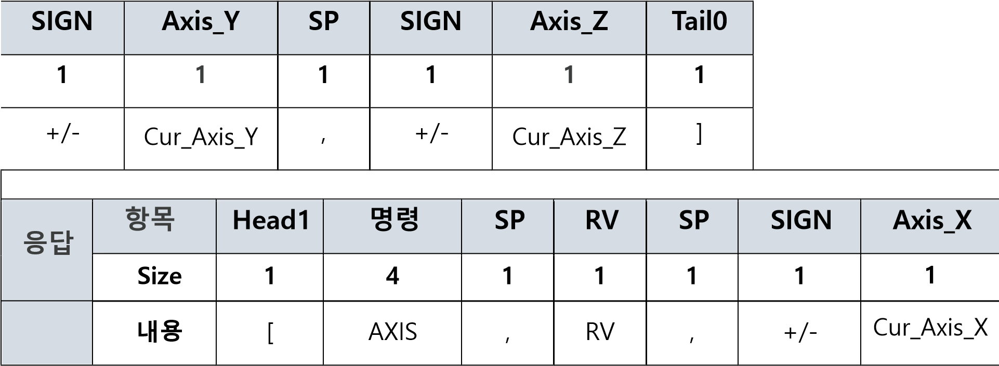 SIGN Axis_Y SP SIGN Axis_Z Tail0
1 1 1 1 1 1
+/- Cur_Axis_Y , +/- Cur_Axis_Z ]
응답 항목 Head1 명령 SP RV SP SIGN Axis_X
Size 1 4 1 1 1 1 1
내용 [ AXIS , RV , +/- Cur_Axis_X